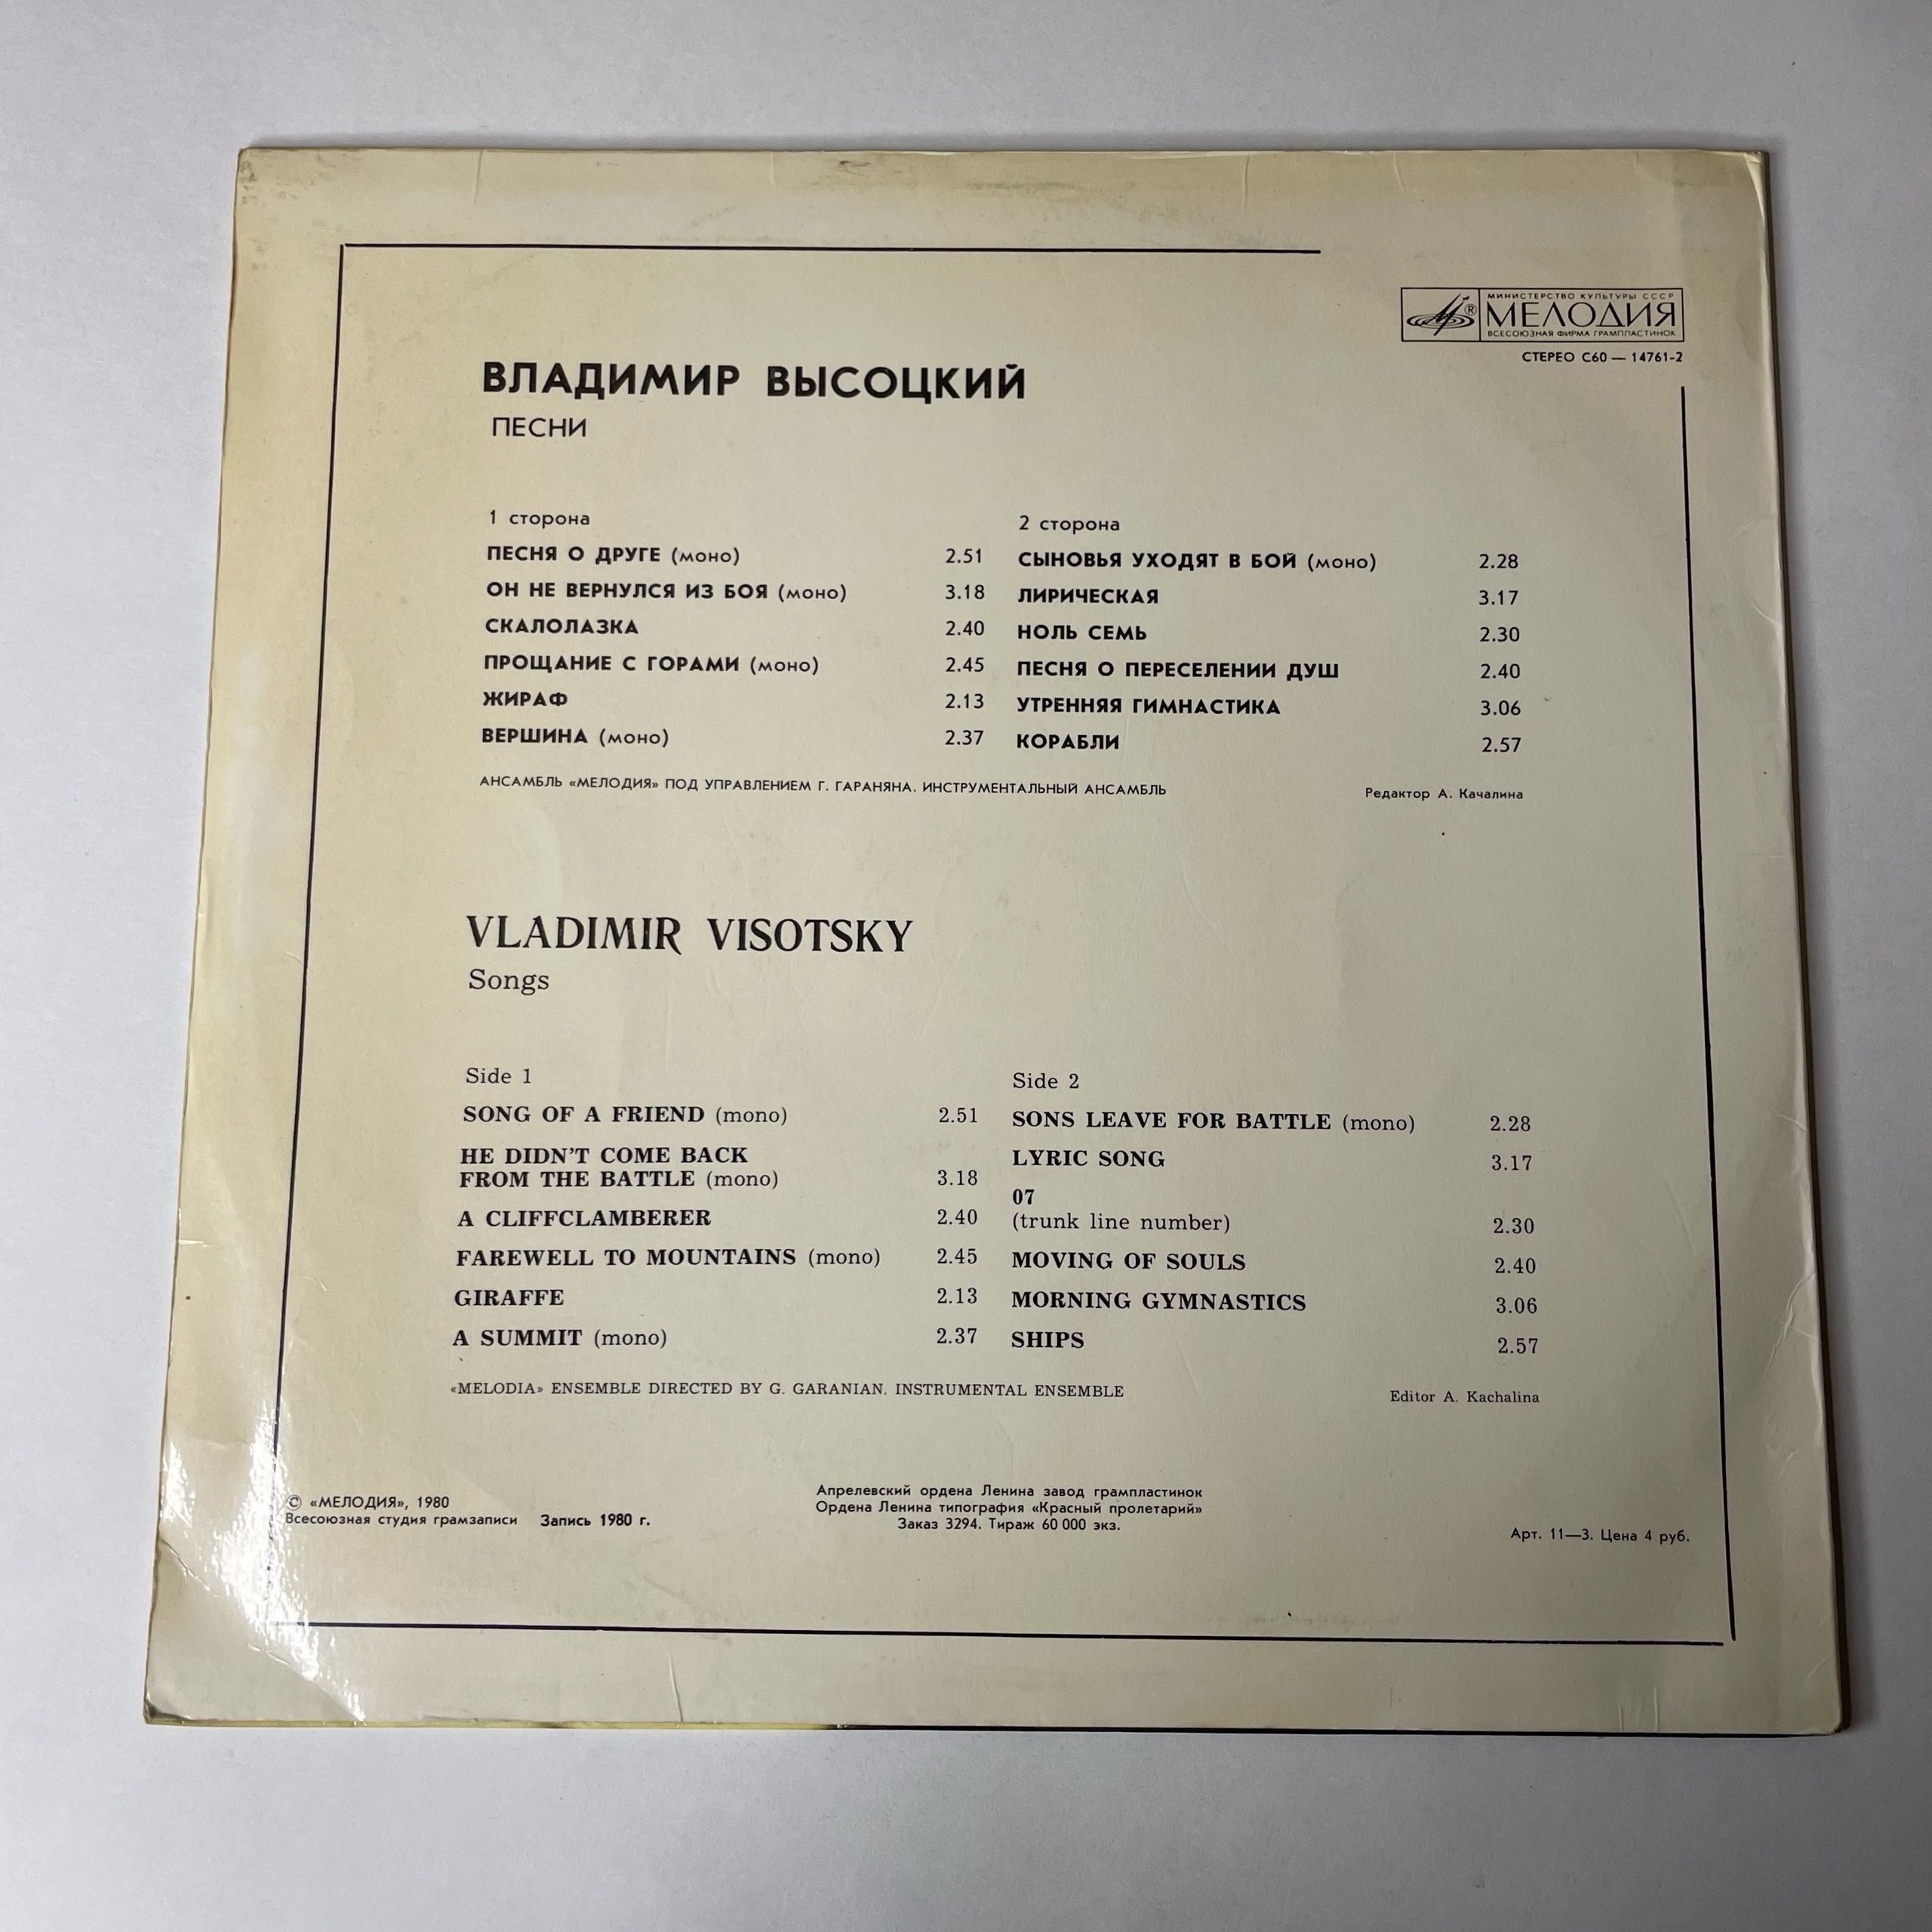 МИНИСТЕРСТВО КУЛЬТУРЫ СССР
МЕЛОДИЯ
ВСЕСОЮЗНАЯ ФИРМА ГРАМПЛАСТИНОК
СТЕРЕО С60 — 14761-2
ВЛАДИМИР ВЫСОЦКИЙ
ПЕСНИ
1 сторона
ПЕСНЯ О ДРУГЕ (моно) 2.51
ОН НЕ ВЕРНУЛСЯ ИЗ БОЯ (моно) 3.18
СКАЛОЛАЗКА 2.40
ПРОЩАНИЕ С ГОРАМИ (моно) 2.45
ЖИРАФ 2.13
ВЕРШИНА (моно) 2.37
2 сторона
СЫНОВЬЯ УХОДЯТ В БОЙ (моно) 2.28
ЛИРИЧЕСКАЯ 3.17
НОЛЬ СЕМЬ 2.30
ПЕСНЯ О ПЕРЕСЕЛЕНИИ ДУШ 2.40
УТРЕННЯЯ ГИМНАСТИКА 3.06
КОРАБЛИ 2.57
АНСАМБЛЬ «МЕЛОДИЯ» ПОД УПРАВЛЕНИЕМ Г. ГАРАНЯНА. ИНСТРУМЕНТАЛЬНЫЙ АНСАМБЛЬ
Редактор А. Качалина
VLADIMIR VISOTSKY
Songs
Side 1
SONG OF A FRIEND (mono) 2.51
HE DIDN'T COME BACK
FROM THE BATTLE (mono) 3.18
A CLIFFCLAMBERER 2.40
FAREWELL TO MOUNTAINS (mono) 2.45
GIRAFFE 2.13
A SUMMIT (mono) 2.37
Side 2
SONS LEAVE FOR BATTLE (mono) 2.28
LYRIC SONG 3.17
07
(trunk line number) 2.30
MOVING OF SOULS 2.40
MORNING GYMNASTICS 3.06
SHIPS 2.57
«MELODIA» ENSEMBLE DIRECTED BY G. GARANIAN. INSTRUMENTAL ENSEMBLE
Editor A. Kachalina
© «МЕЛОДИЯ», 1980
Всесоюзная студия грамзаписи Запись 1980 г.
Апрелевский ордена Ленина завод грампластинок
Ордена Ленина типография «Красный пролетарий»
Заказ 3294. Тираж 60 000 экз.
Арт. 11—3. Цена 4 руб.